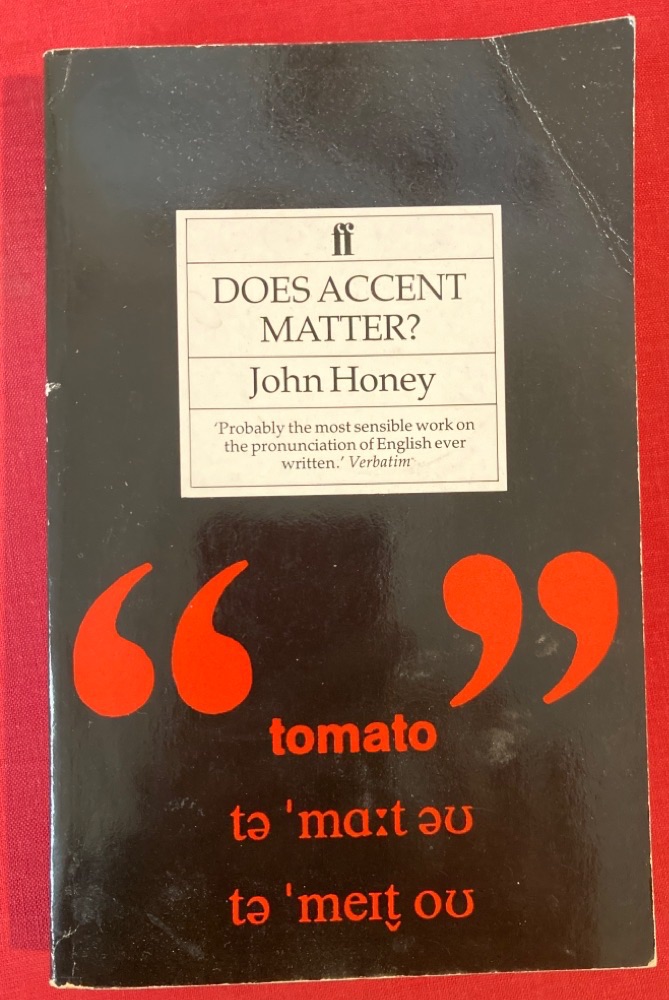 ff
DOES ACCENT
MATTER?
John Honey
‘Probably the most sensible work on
the pronunciation of English ever
written.’ Verbatim
“ ”
tomato
tə ˈmɑːt əʊ
tə ˈmeɪt̬ oʊ